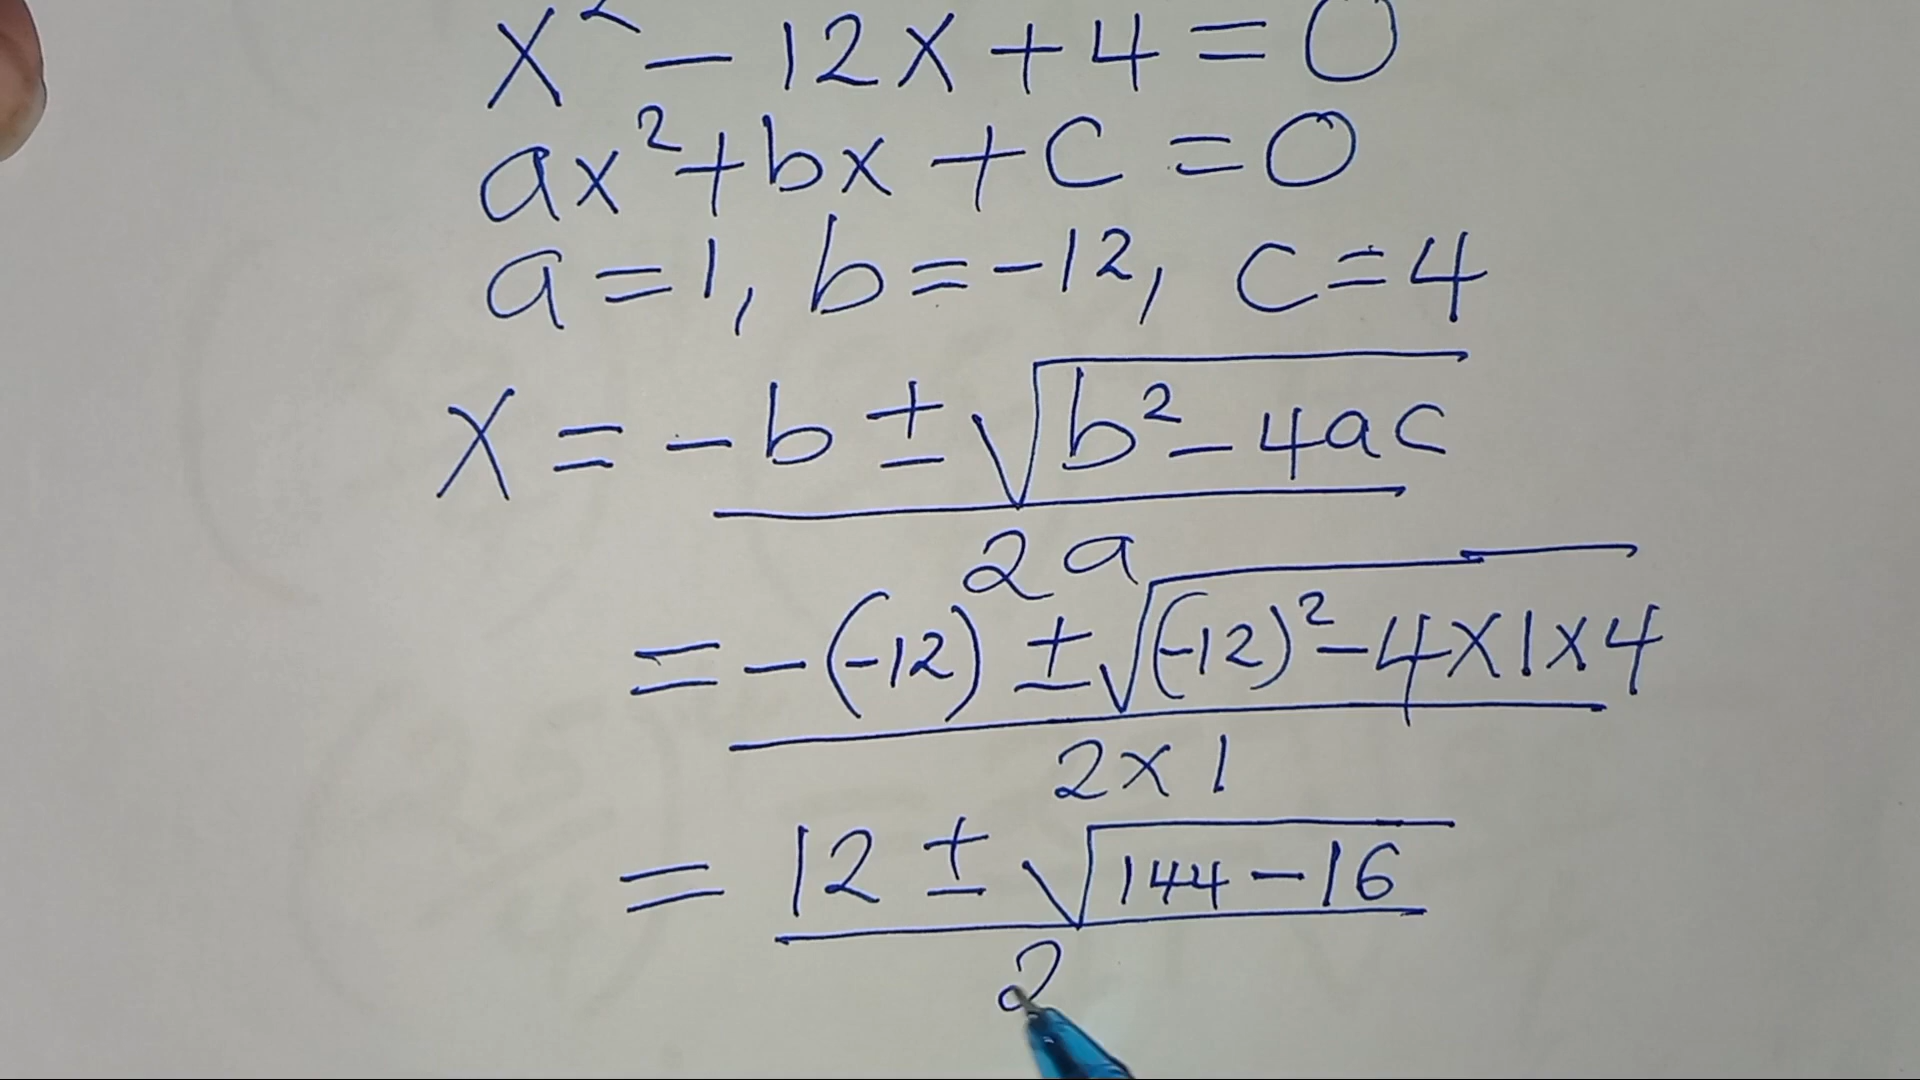 x² - 12x + 4 = 0
ax² + bx + c = 0
a = 1, b = -12, c = 4
x = -b ± √(b² - 4ac)
2a
= -(-12) ± √((-12)² - 4 × 1 × 4)
2 × 1
= 12 ± √(144 - 16)
2